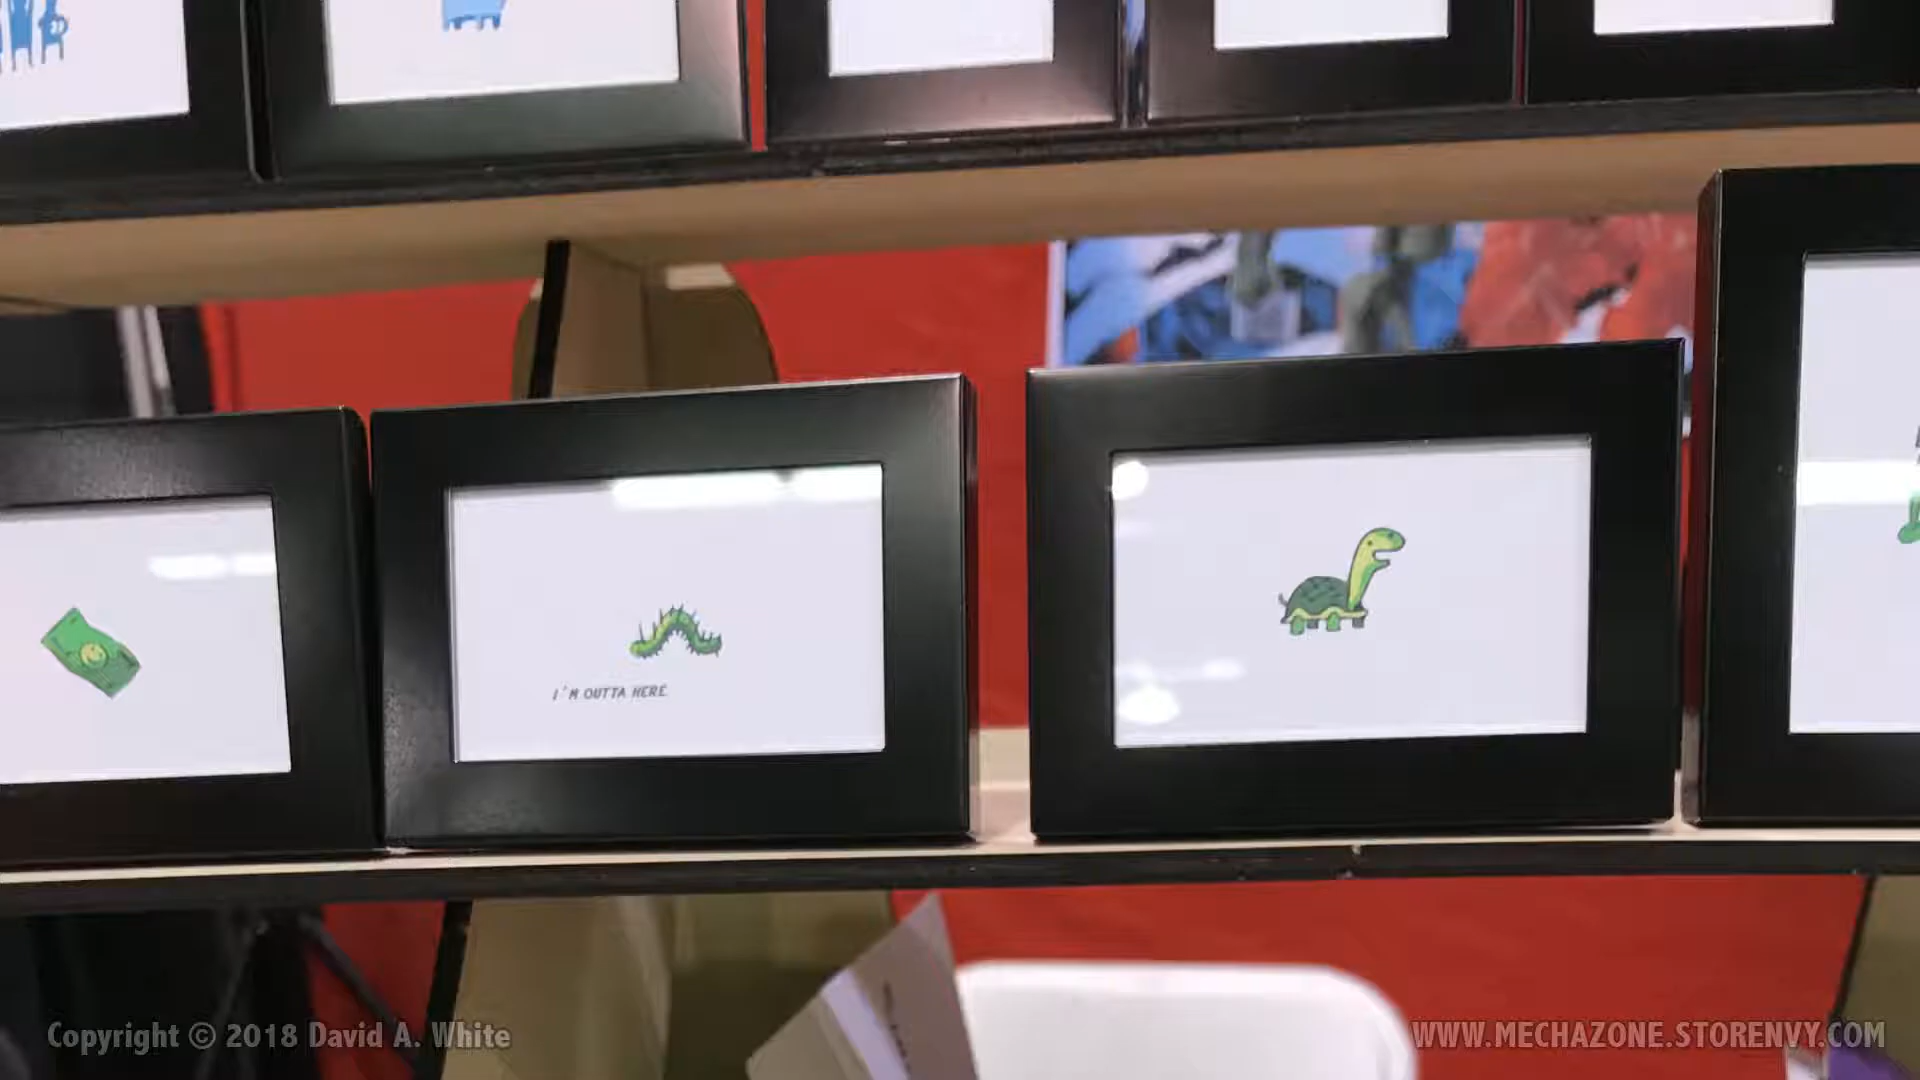 I'M OUTTA HERE.
Copyright © 2018 David A. White
WWW.MECHAZONE.STORENVY.COM